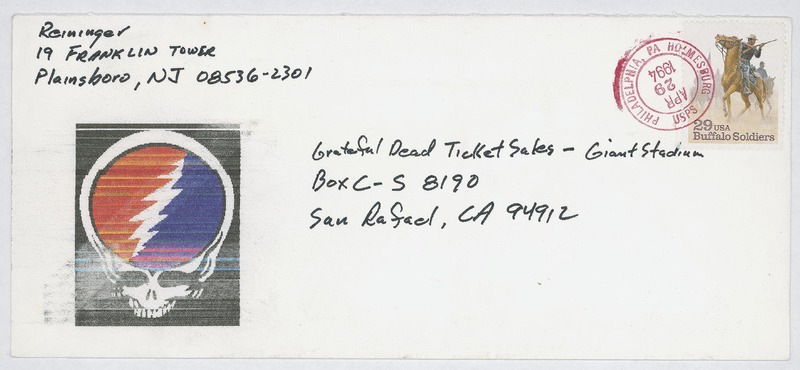 Reininger
19 FRANKLIN TOWER
Plainsboro, NJ 08536-2301
PHILADELPHIA, PA HOLMESBURG
APR
29
1994
USPS
29 USA
Buffalo Soldiers
Grateful Dead Ticket Sales - Giant Stadium
Box C-S 8190
San Rafael, CA 94912